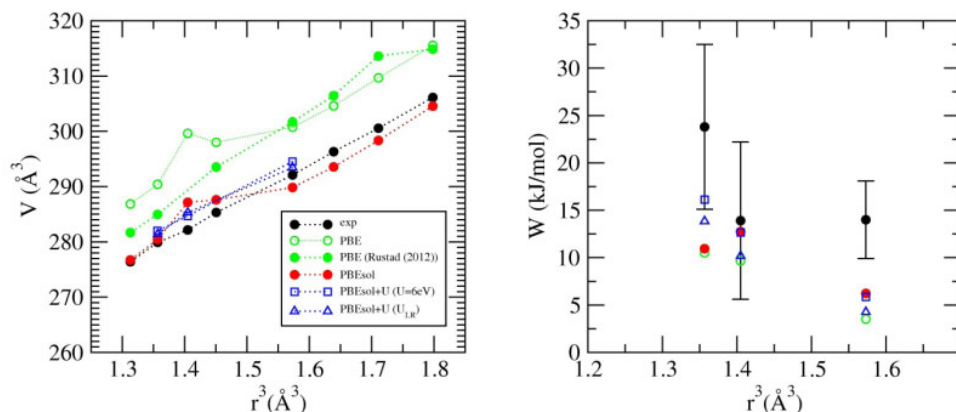 V (Å³)
320
310
300
290
280
270
260
1.3 1.4 1.5 1.6 1.7 1.8
r³(Å³)
exp
PBE
PBE (Rustad (2012))
PBEsol
PBEsol+U (U=6eV)
PBEsol+U (U_LR)
W (kJ/mol)
35
30
25
20
15
10
5
0
1.2 1.3 1.4 1.5 1.6
r³(Å³)